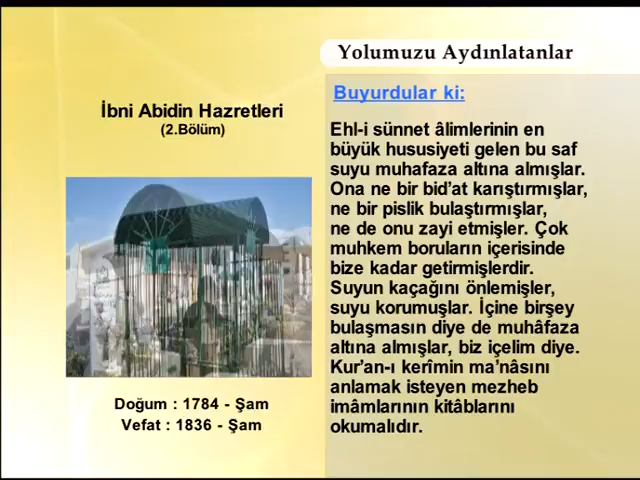 Yolumuzu Aydınlatanlar
İbni Abidin Hazretleri
(2.Bölüm)
Doğum : 1784 - Şam
Vefat : 1836 - Şam
Buyurdular ki:
Ehl-i sünnet âlimlerinin en
büyük hususiyeti gelen bu saf
suyu muhafaza altına almışlar.
Ona ne bir bid’at karıştırmışlar,
ne bir pislik bulaştırmışlar,
ne de onu zayi etmişler. Çok
muhkem boruların içerisinde
bize kadar getirmişlerdir.
Suyun kaçağını önlemişler,
suyu korumuşlar. İçine birşey
bulaşmasın diye de muhâfaza
altına almışlar, biz içelim diye.
Kur’an-ı kerîmin ma’nâsını
anlamak isteyen mezheb
imâmlarının kitâblarını
okumalıdır.